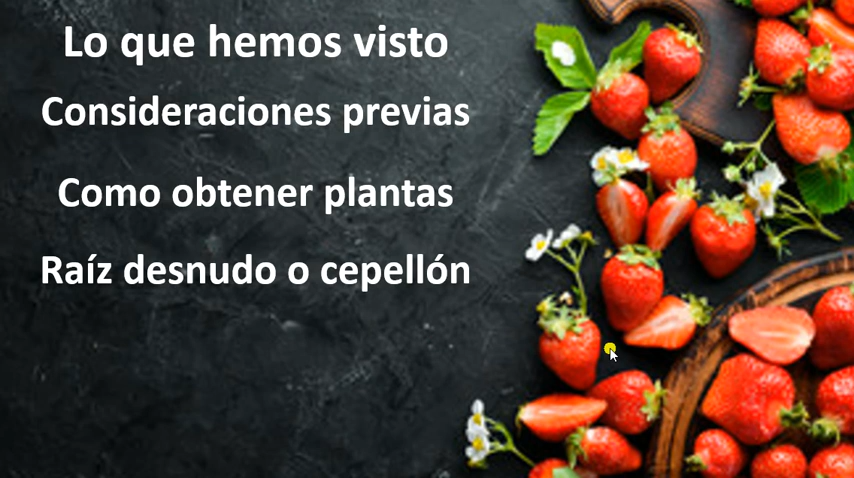 Lo que hemos visto
Consideraciones previas
Como obtener plantas
Raíz desnudo o cepellón